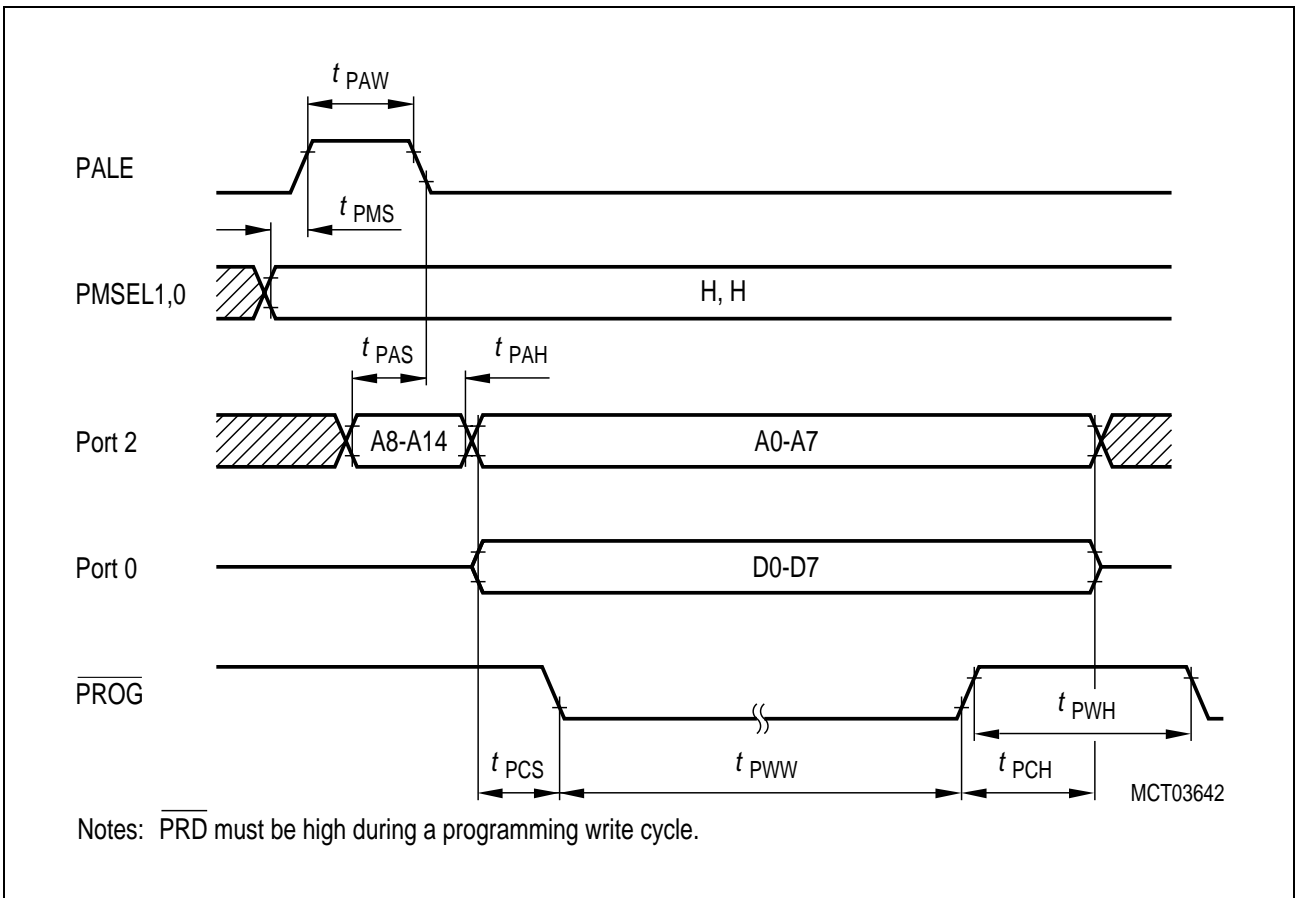 t PAW
PALE
t PMS
PMSEL1,0
H, H
t PAS
t PAH
Port 2
A8-A14
A0-A7
Port 0
D0-D7
PROG
t PWH
t PCS
t PWW
t PCH
MCT03642
Notes: PRD must be high during a programming write cycle.